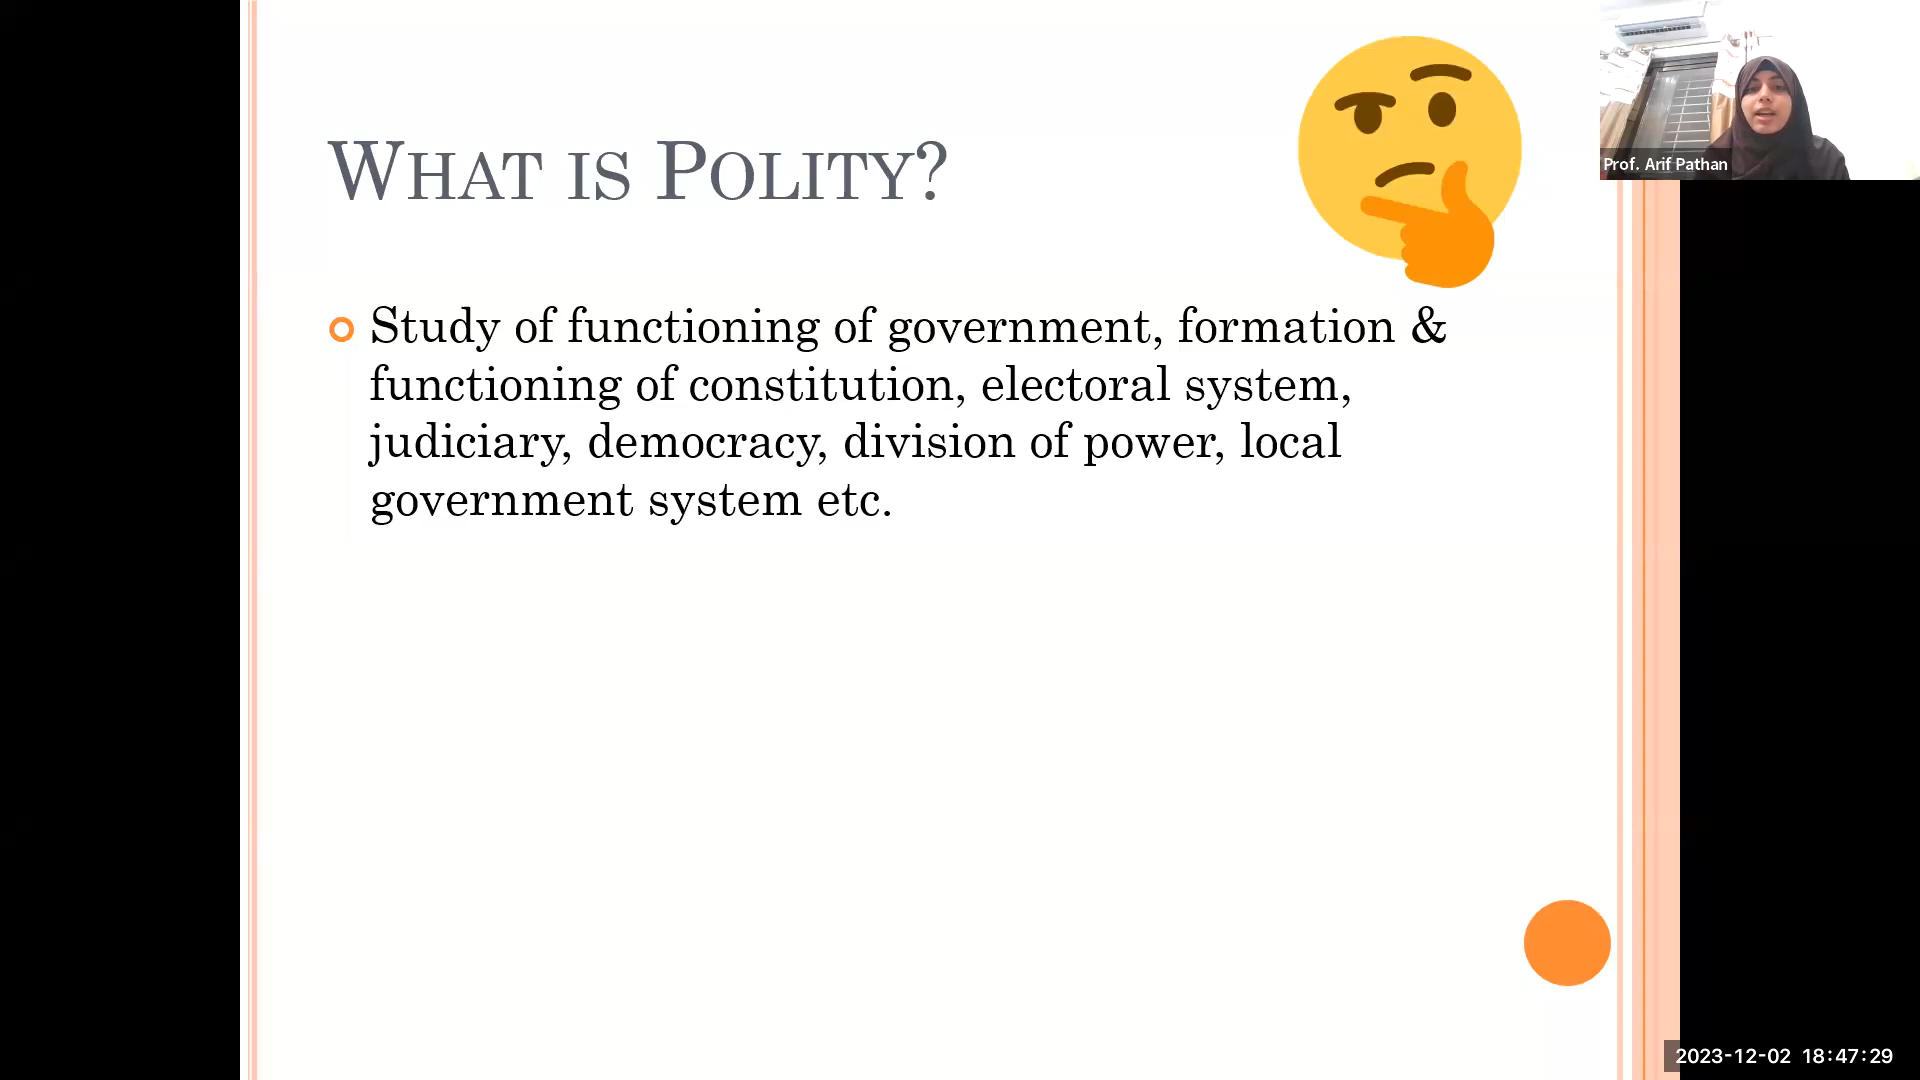 What is Polity?
Study of functioning of government, formation &
functioning of constitution, electoral system,
judiciary, democracy, division of power, local
government system etc.
Prof. Arif Pathan
2023-12-02 18:47:29